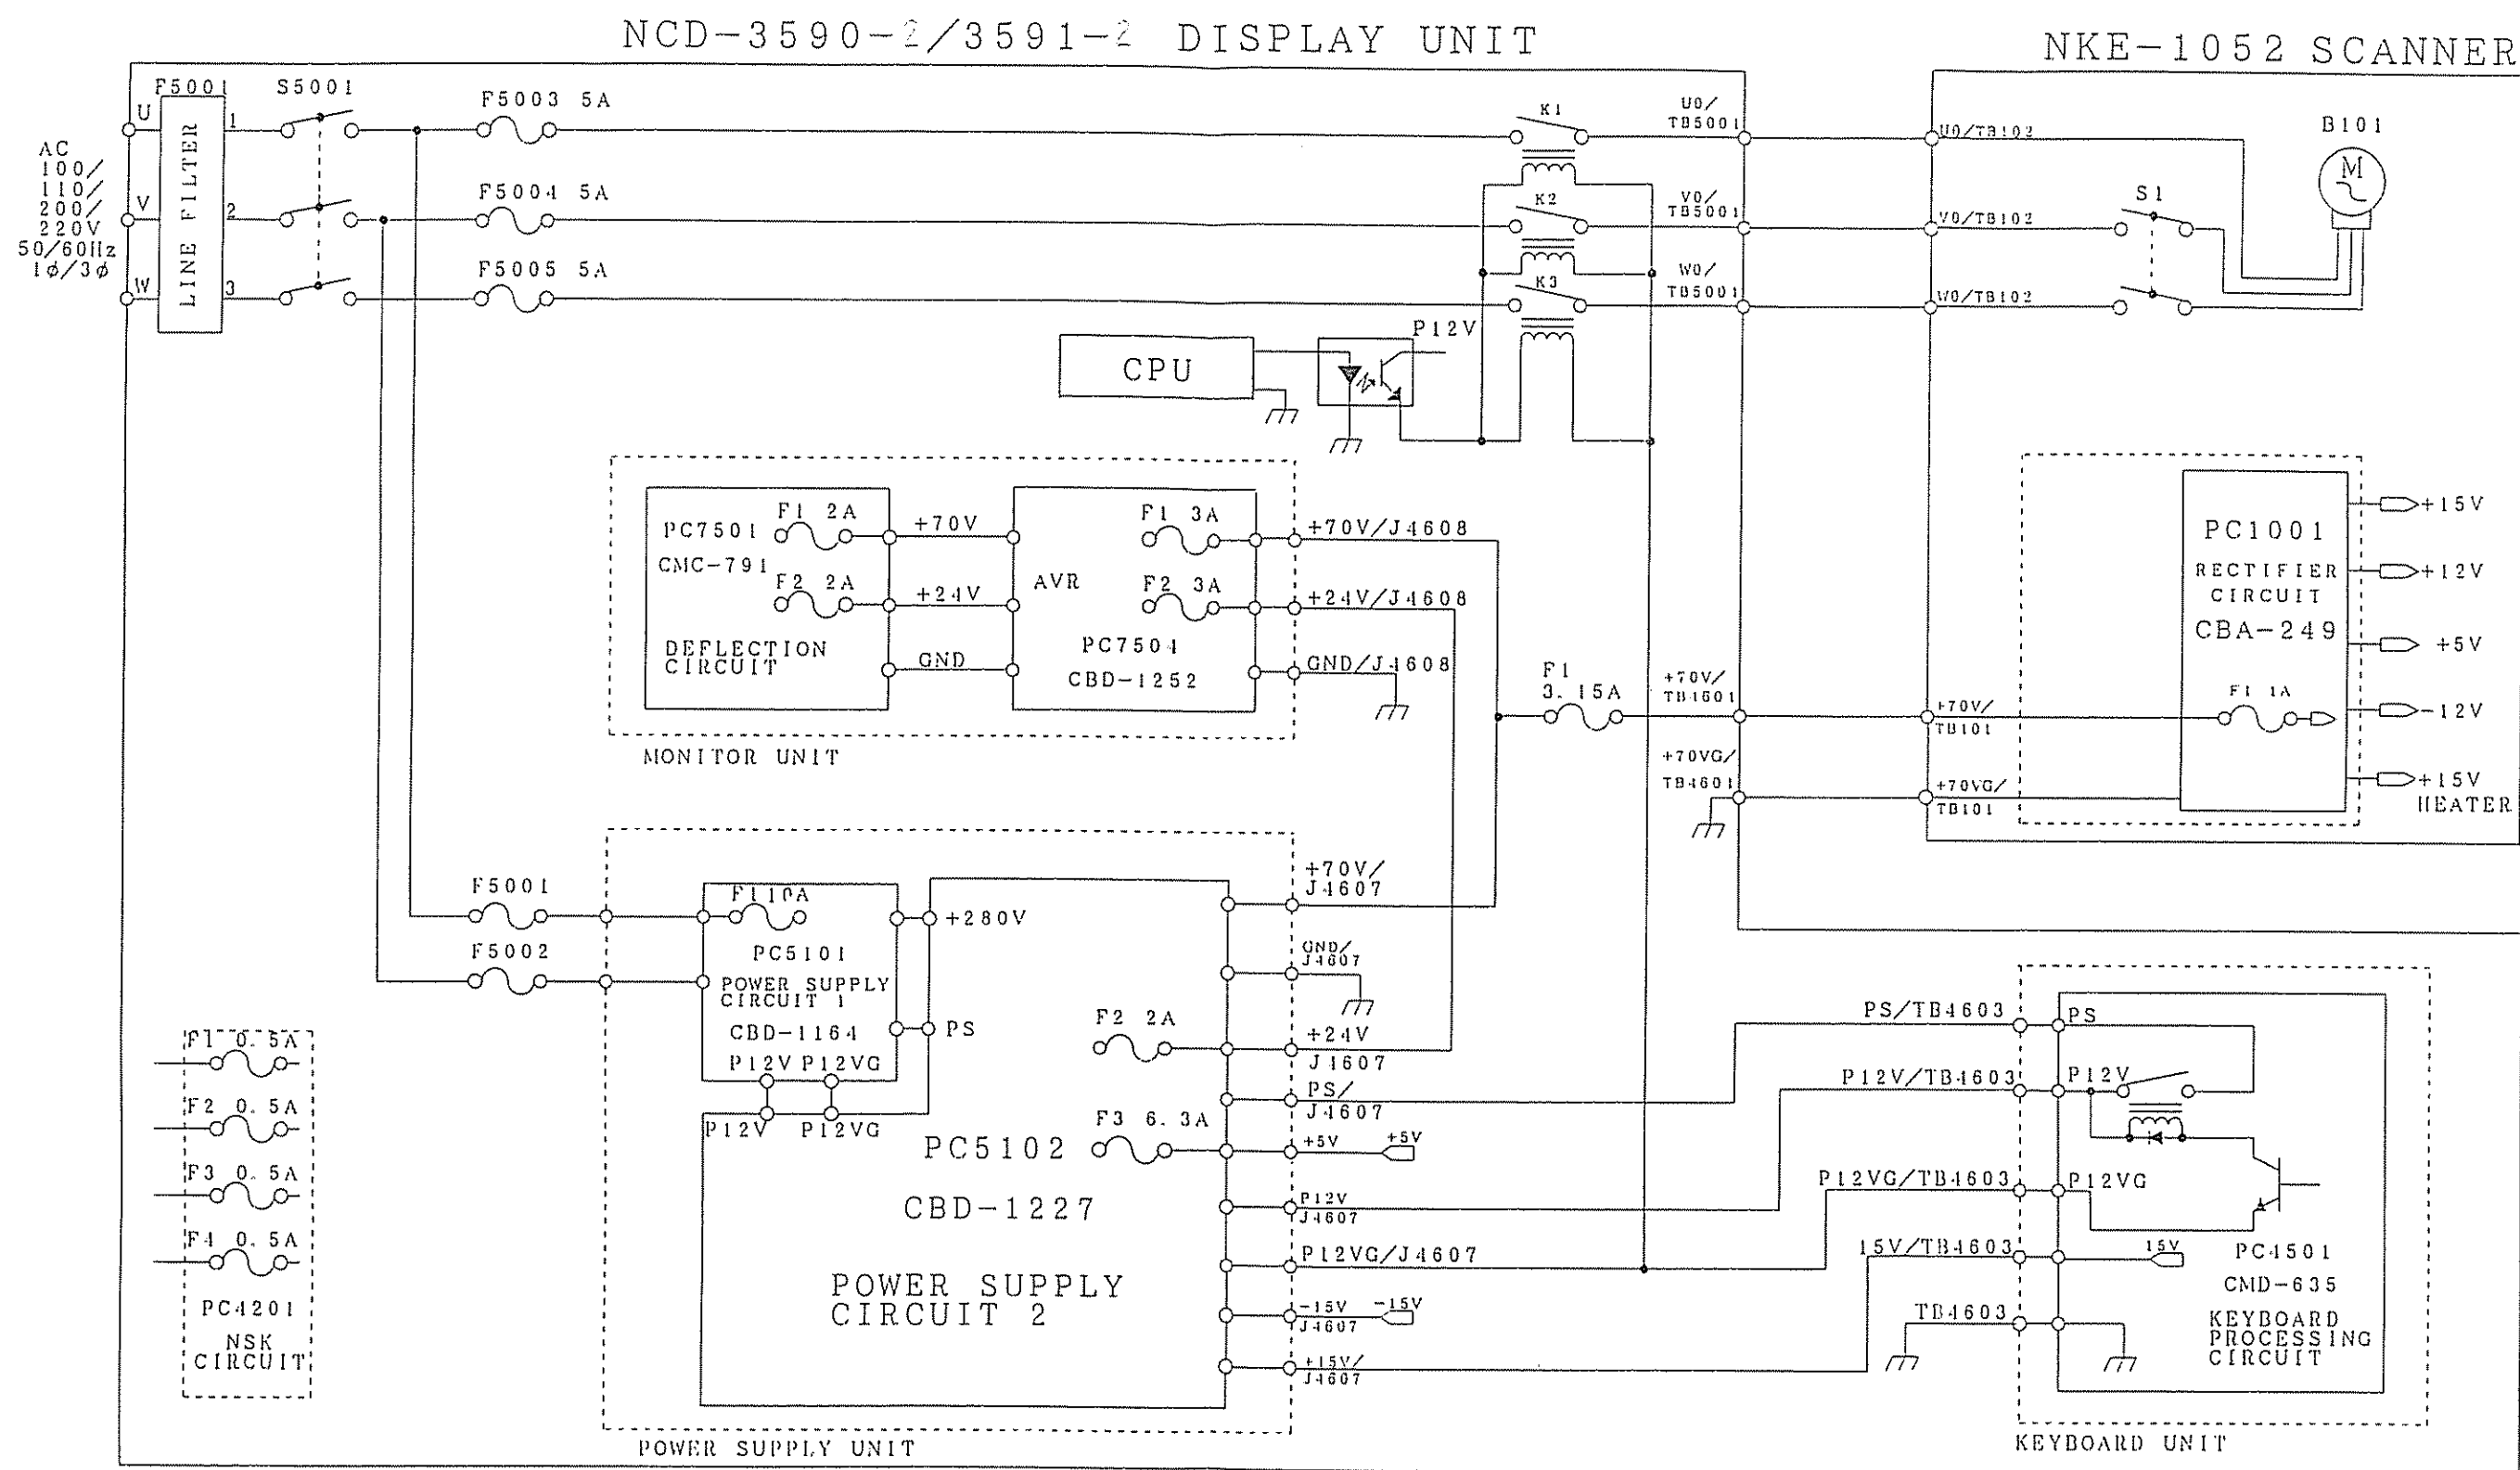 NCD-3590-2/3591-2 DISPLAY UNIT
NKE-1052 SCANNER
F5001
S5001
F5003 5A
F5004 5A
F5005 5A
U
V
W
1
2
3
LINE FILTER
AC
100/
110/
200/
220V
50/60Hz
1φ/3φ
K1
K2
K3
U0/
TB5001
V0/
TB5001
W0/
TB5001
U0/TB102
V0/TB102
W0/TB102
S1
B101
M
CPU
P12V
PC7501
CMC-791
F1 2A
F2 2A
DEFLECTION
CIRCUIT
+70V
+24V
GND
AVR
F1 3A
F2 3A
PC7504
CBD-1252
+70V/J4608
+24V/J4608
GND/J4608
MONITOR UNIT
F1
3.15A
+70V/
TB4601
+70VG/
TB4601
+70V/
TB101
+70VG/
TB101
PC1001
RECTIFIER
CIRCUIT
CBA-249
F1 1A
+15V
+12V
+5V
-12V
+15V
HEATER
F5001
F5002
F1 10A
PC5101
POWER SUPPLY
CIRCUIT 1
CBD-1164
P12V P12VG
P12V P12VG
+280V
PS
F2 2A
F3 6.3A
PC5102
CBD-1227
POWER SUPPLY
CIRCUIT 2
+70V/
J4607
GND/
J4607
+24V
J4607
PS/
J4607
+5V
+5V
P12V
J4607
P12VG/J4607
-15V
J4607
-15V
+15V/
J4607
POWER SUPPLY UNIT
F1 0.5A
F2 0.5A
F3 0.5A
F4 0.5A
PC4201
NSK
CIRCUIT
PS/TB4603
P12V/TB4603
P12VG/TB4603
15V/TB4603
TB4603
PS
P12V
P12VG
15V
PC4501
CMD-635
KEYBOARD
PROCESSING
CIRCUIT
KEYBOARD UNIT